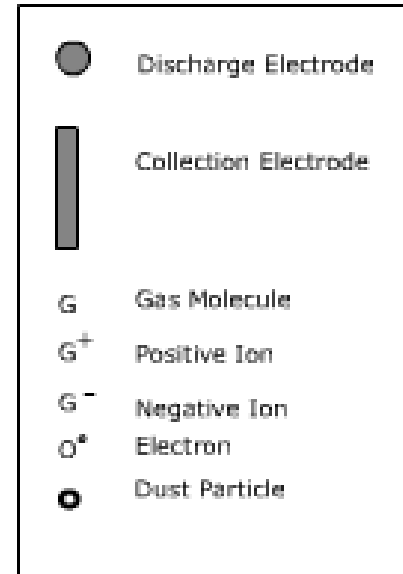 Discharge Electrode
Collection Electrode
G Gas Molecule
G⁺ Positive Ion
G⁻ Negative Ion
O• Electron
Dust Particle